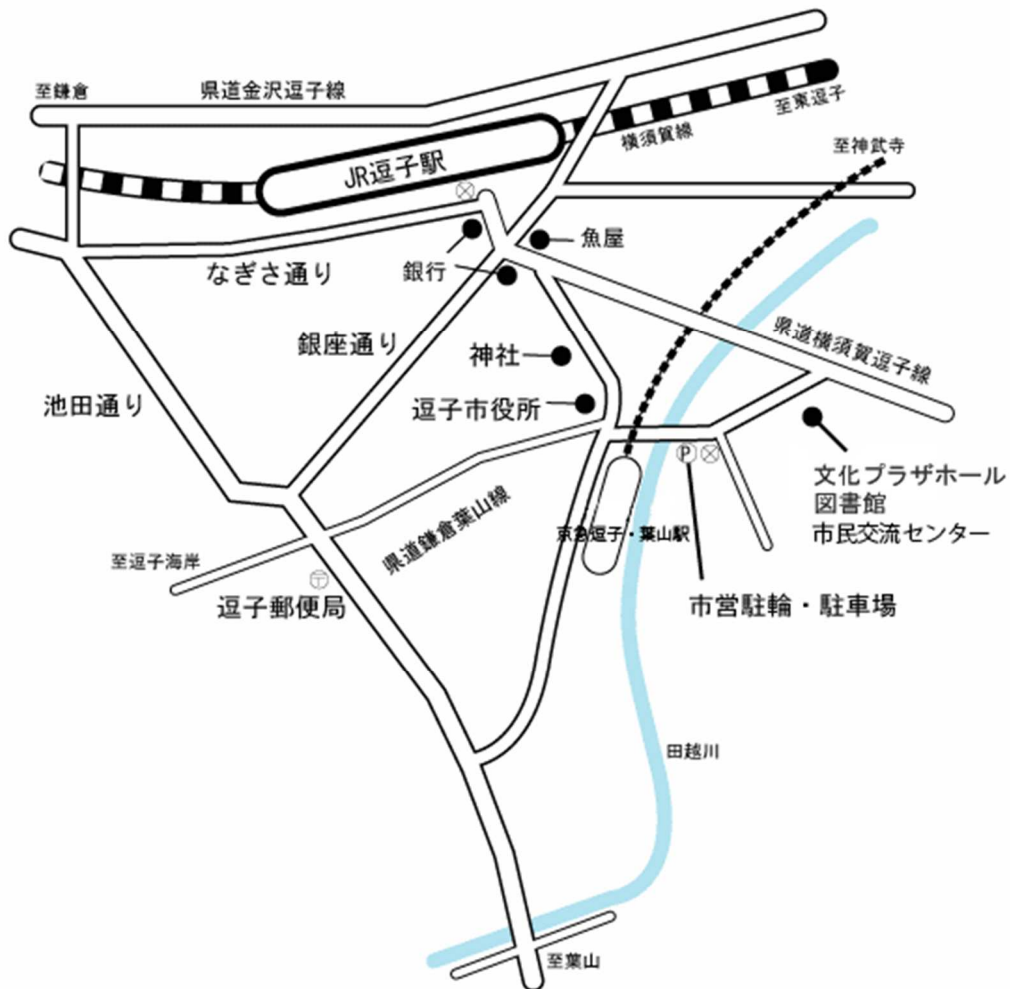 至鎌倉
県道金沢逗子線
至東逗子
横須賀線
至神武寺
JR逗子駅
魚屋
なぎさ通り
銀行
銀座通り
県道横須賀逗子線
神社
池田通り
逗子市役所
P
文化プラザホール
図書館
市民交流センター
県道鎌倉葉山線
京急逗子・葉山駅
至逗子海岸
〒
逗子郵便局
市営駐輪・駐車場
田越川
至葉山